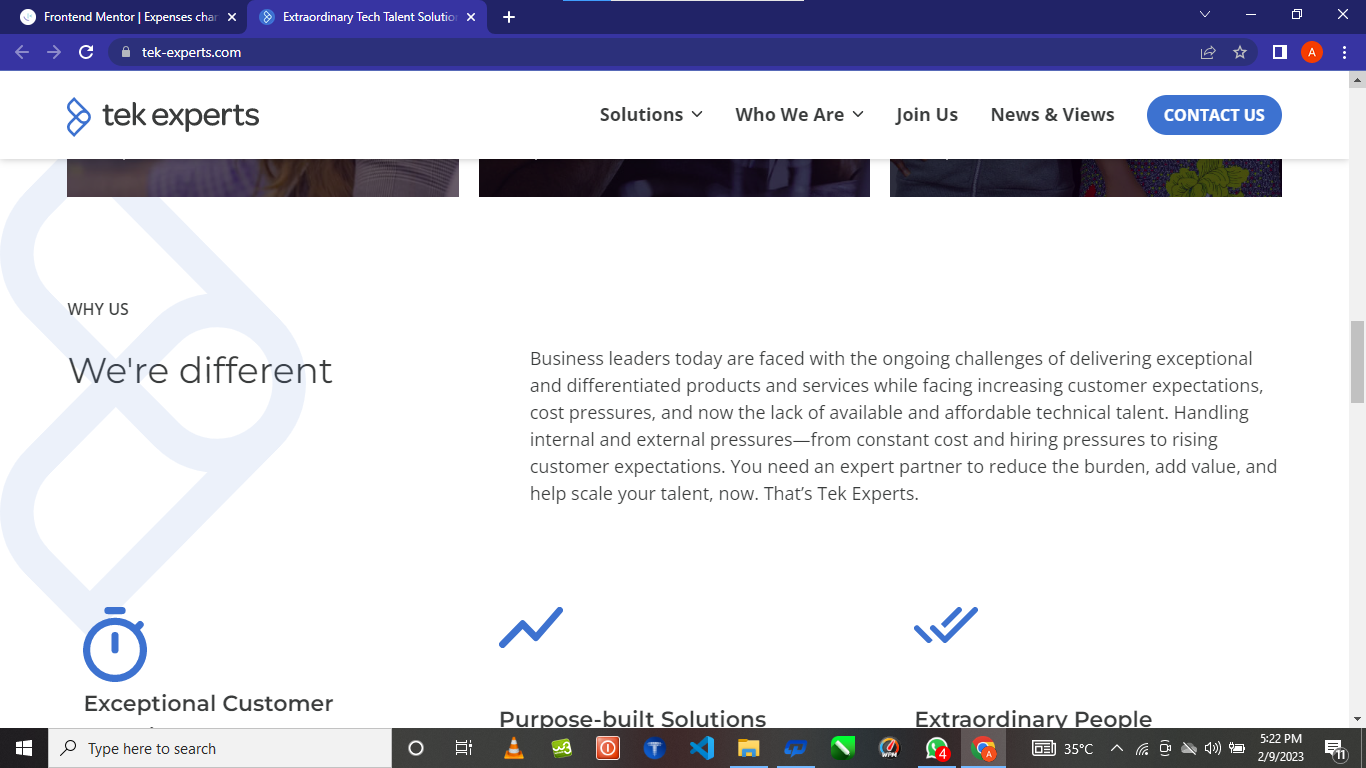 Frontend Mentor | Expenses char
Extraordinary Tech Talent Solution
tek-experts.com
A
tek experts
Solutions
Who We Are
Join Us
News & Views
CONTACT US
WHY US
We're different
Business leaders today are faced with the ongoing challenges of delivering exceptional
and differentiated products and services while facing increasing customer expectations,
cost pressures, and now the lack of available and affordable technical talent. Handling
internal and external pressures—from constant cost and hiring pressures to rising
customer expectations. You need an expert partner to reduce the burden, add value, and
help scale your talent, now. That’s Tek Experts.
Exceptional Customer
Purpose-built Solutions
Extraordinary People
Type here to search
WPM
4
A
35°C
5:22 PM
2/9/2023
11